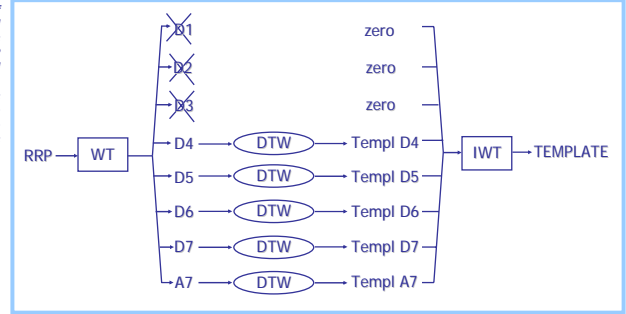 D1 zero
D2 zero
D3 zero
D4 DTW Templ D4
RRP WT IWT TEMPLATE
D5 DTW Templ D5
D6 DTW Templ D6
D7 DTW Templ D7
A7 DTW Templ A7